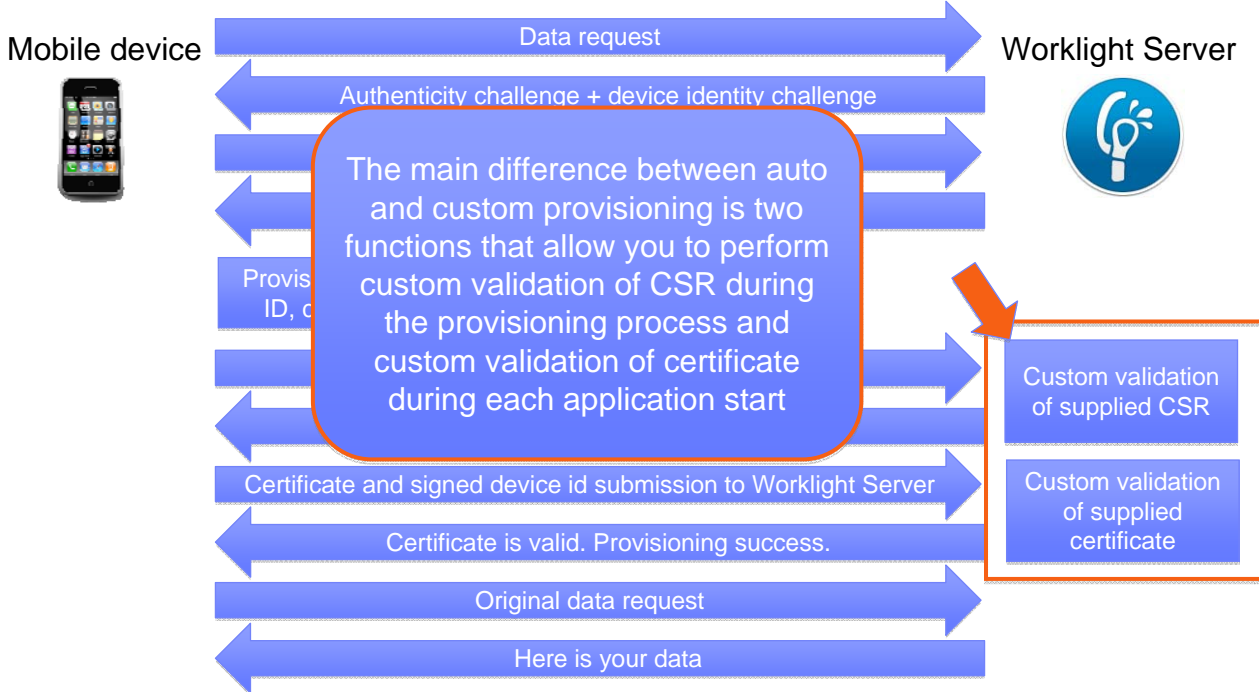 Data request
Mobile device
Worklight Server
Authenticity challenge + device identity challenge
The main difference between auto
and custom provisioning is two
functions that allow you to perform
custom validation of CSR during
the provisioning process and
custom validation of certificate
during each application start
ID,
Custom validation
of supplied CSR
Certificate and signed device id submission to Worklight Server
Custom validation
of supplied
certificate
Certificate is valid. Provisioning success.
Original data request
Here is your data